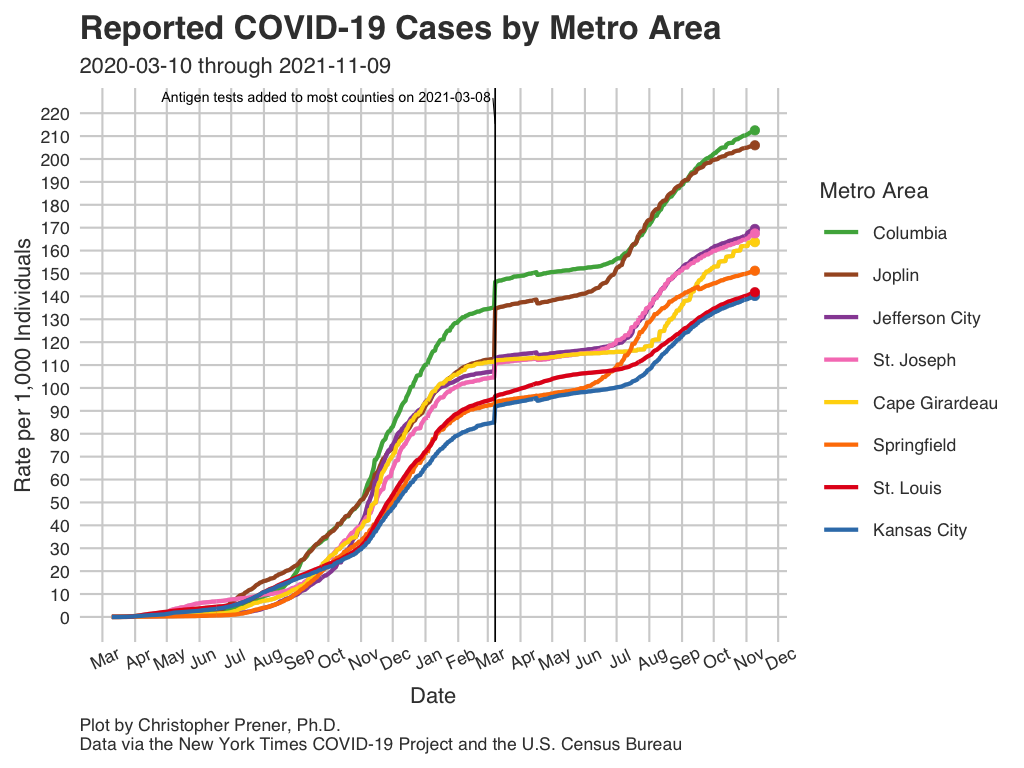 Reported COVID-19 Cases by Metro Area
2020-03-10 through 2021-11-09
Antigen tests added to most counties on 2021-03-08
220
210
200
190
180
170
160
150
140
130
120
110
100
90
80
70
60
50
40
30
20
10
0
Rate per 1,000 Individuals
Mar Apr May Jun Jul Aug Sep Oct Nov Dec Jan Feb Mar Apr May Jun Jul Aug Sep Oct Nov Dec
Date
Metro Area
Columbia
Joplin
Jefferson City
St. Joseph
Cape Girardeau
Springfield
St. Louis
Kansas City
Plot by Christopher Prener, Ph.D.
Data via the New York Times COVID-19 Project and the U.S. Census Bureau